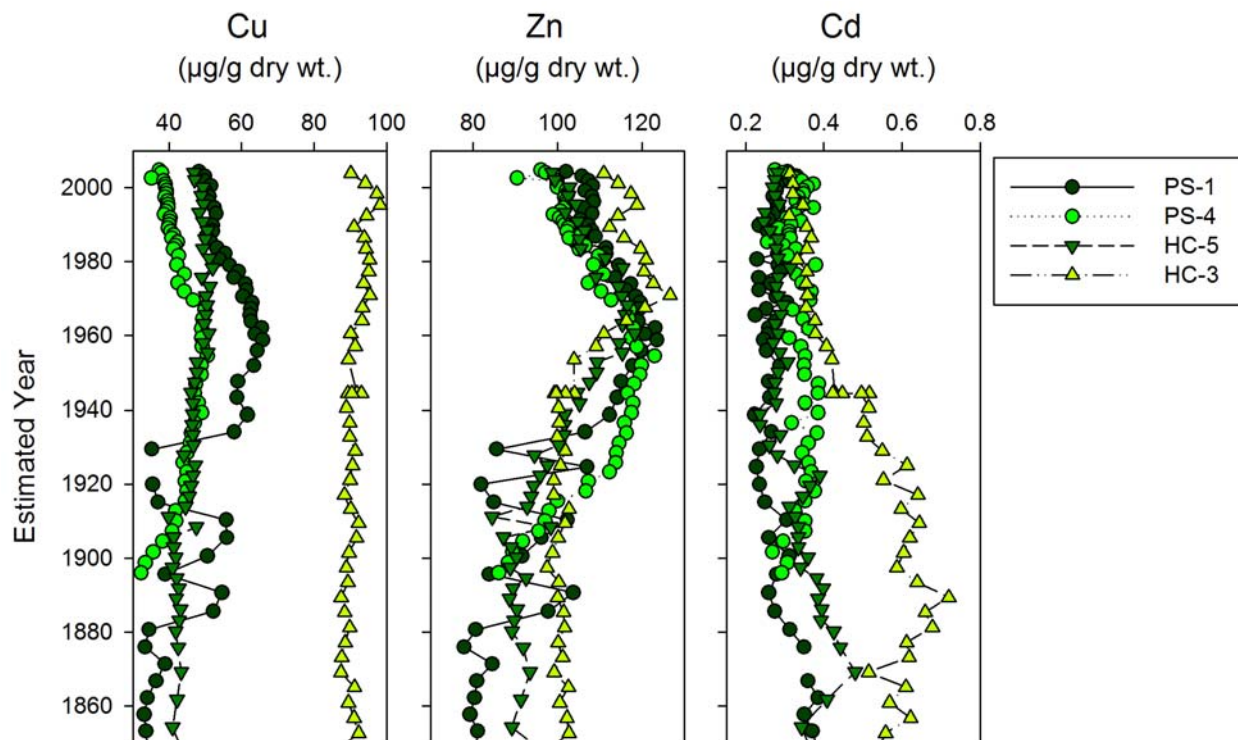 Cu Zn Cd
(µg/g dry wt.) (µg/g dry wt.) (µg/g dry wt.)
40 60 80 100 80 100 120 0.2 0.4 0.6 0.8
2000
1980
1960
1940
1920
1900
1880
1860
Estimated Year
PS-1
PS-4
HC-5
HC-3